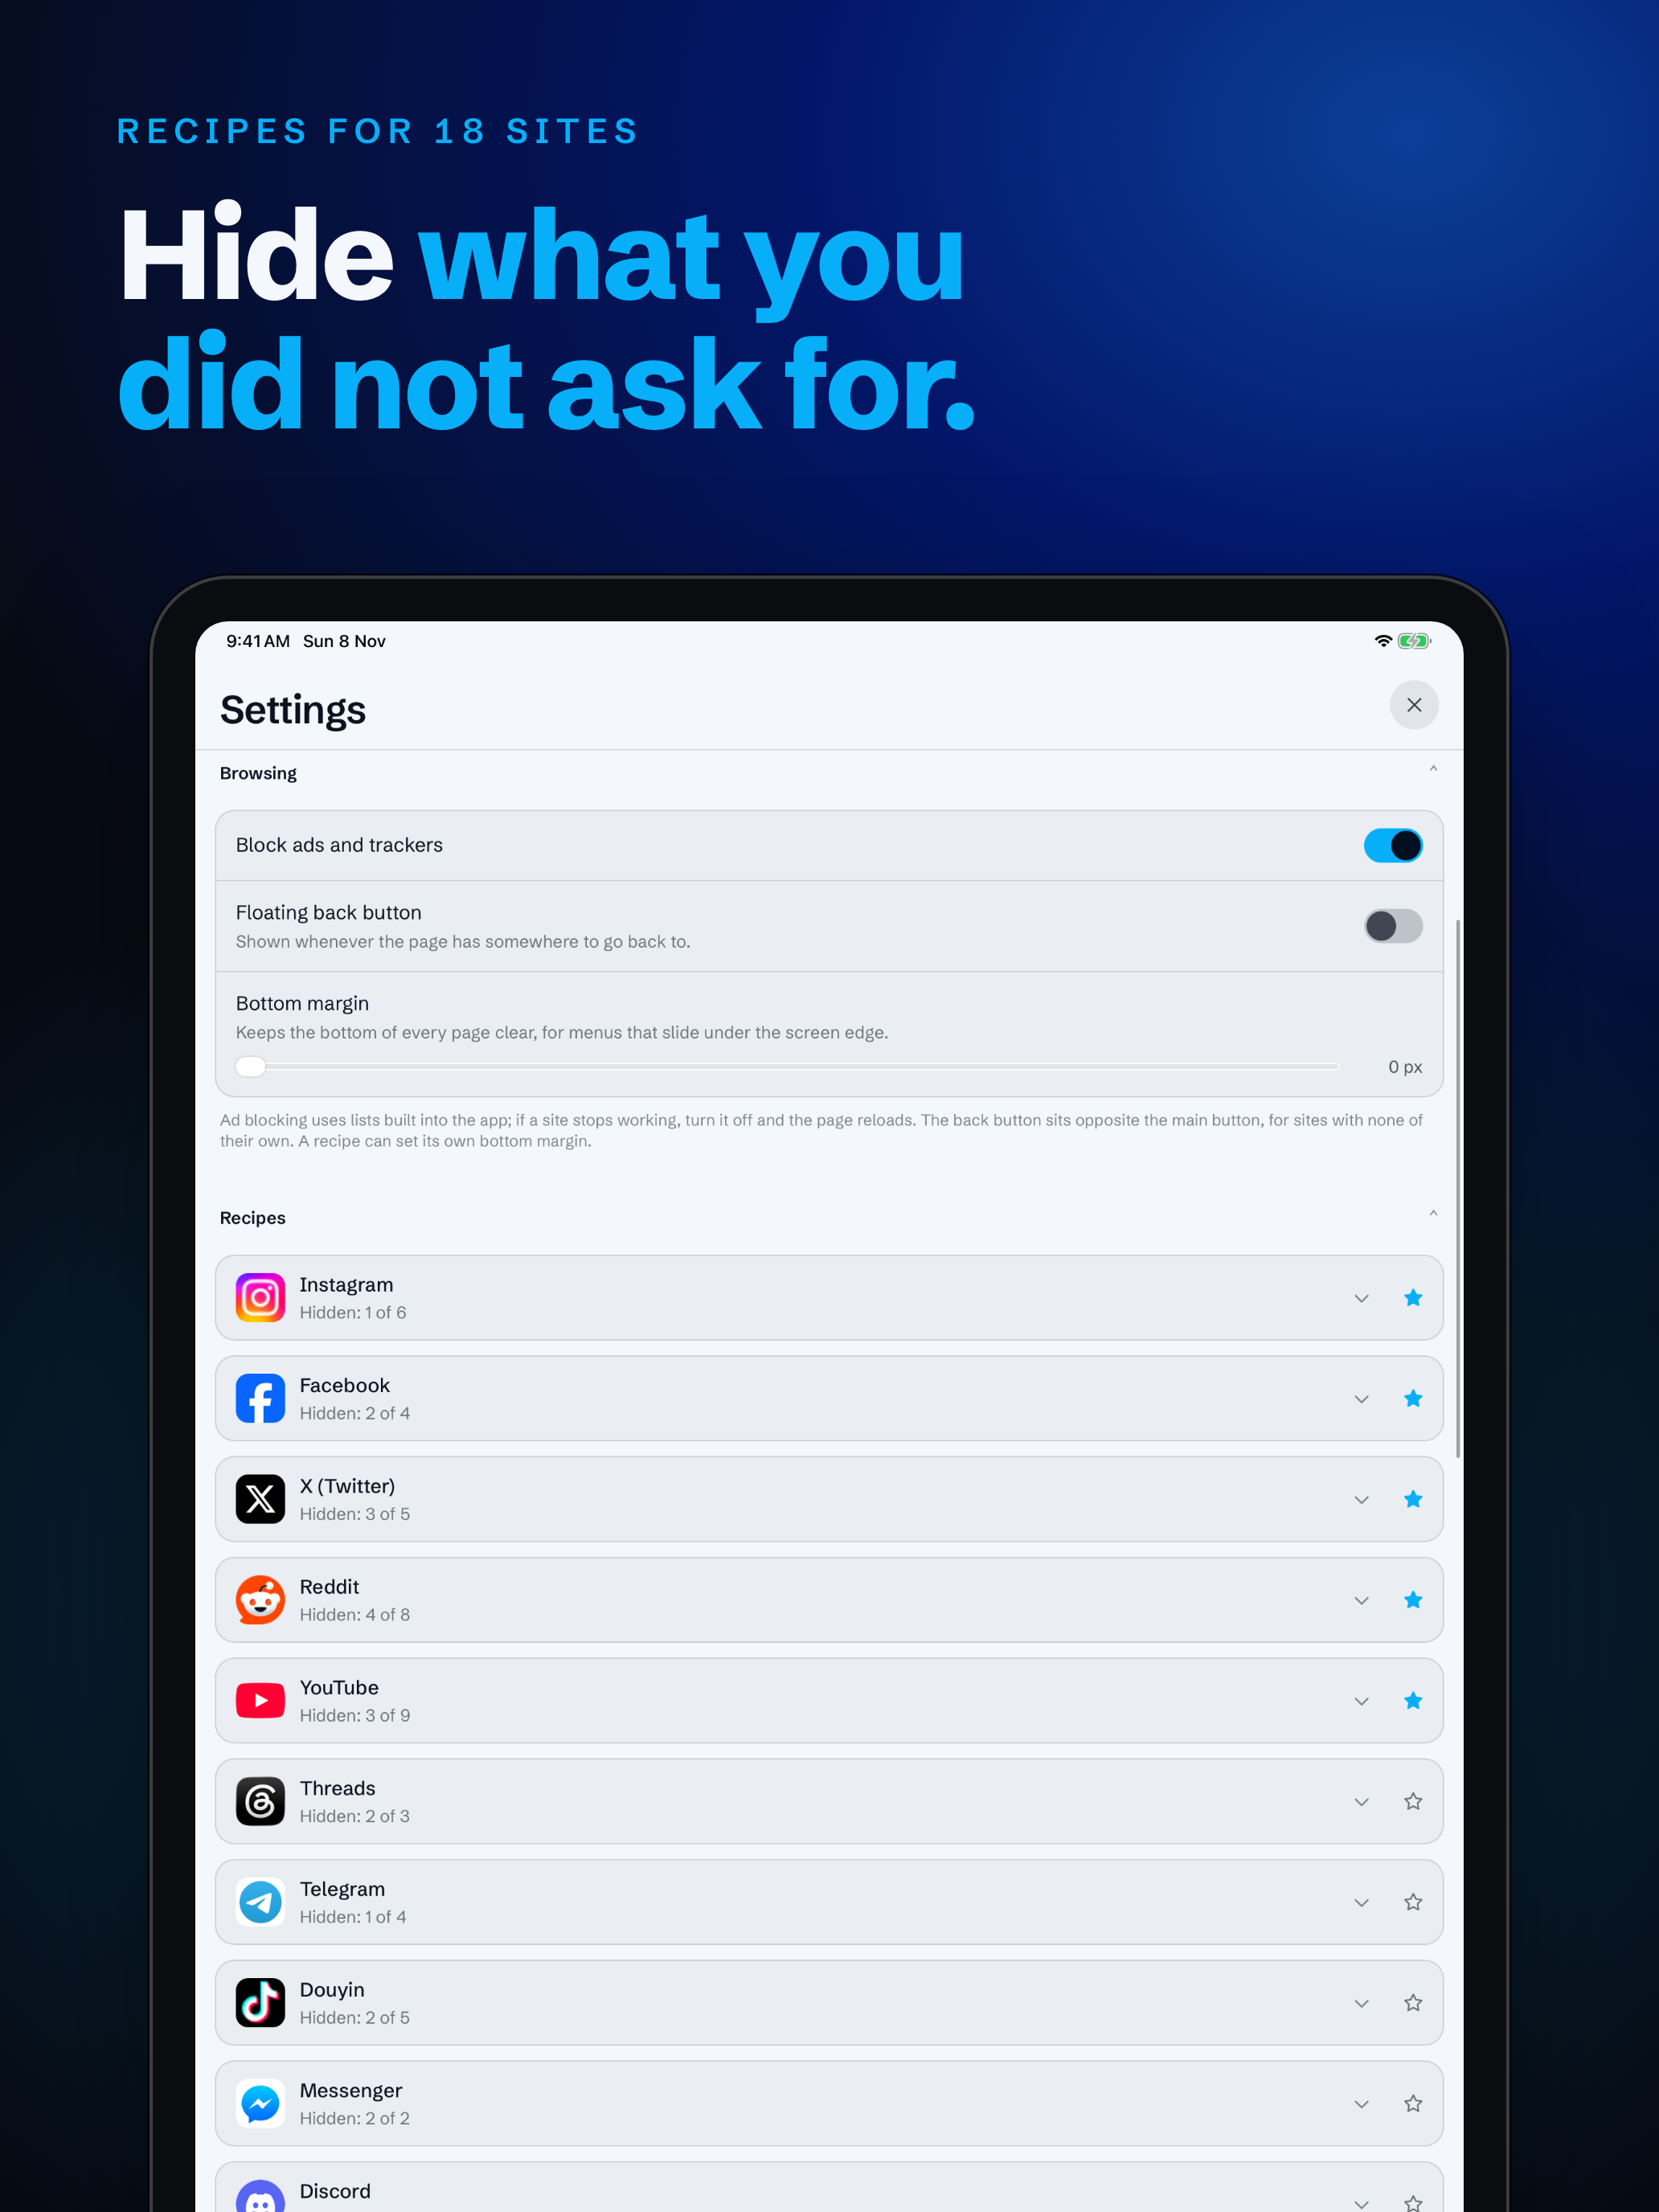 RECIPES FOR 18 SITES
Hide what you
did not ask for.
9:41 AM Sun 8 Nov
Settings
Browsing
Block ads and trackers
Floating back button
Shown whenever the page has somewhere to go back to.
Bottom margin
Keeps the bottom of every page clear, for menus that slide under the screen edge.
0 px
Ad blocking uses lists built into the app; if a site stops working, turn it off and the page reloads. The back button sits opposite the main button, for sites with none of
their own. A recipe can set its own bottom margin.
Recipes
Instagram
Hidden: 1 of 6
Facebook
Hidden: 2 of 4
X (Twitter)
Hidden: 3 of 5
Reddit
Hidden: 4 of 8
YouTube
Hidden: 3 of 9
Threads
Hidden: 2 of 3
Telegram
Hidden: 1 of 4
Douyin
Hidden: 2 of 5
Messenger
Hidden: 2 of 2
Discord